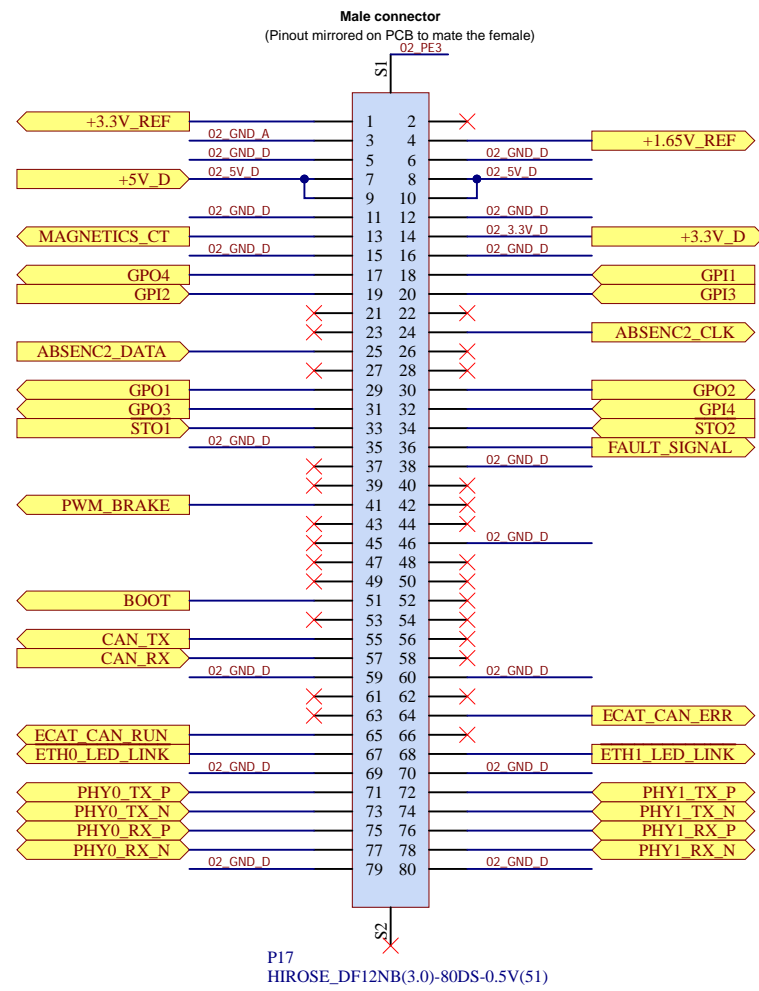 Male connector
(Pinout mirrored on PCB to mate the female)
02_PE3
S1
+3.3V_REF 1 2
02_GND_A 3 4 +1.65V_REF
02_GND_D 5 6 02_GND_D
+5V_D 02_5V_D 7 8 02_5V_D
9 10
02_GND_D 11 12 02_GND_D
MAGNETICS_CT 13 14 02_3.3V_D +3.3V_D
02_GND_D 15 16 02_GND_D
GPO4 17 18 GPI1
GPI2 19 20 GPI3
21 22
23 24 ABSENC2_CLK
ABSENC2_DATA 25 26
27 28
GPO1 29 30 GPO2
GPO3 31 32 GPI4
STO1 33 34 STO2
02_GND_D 35 36 FAULT_SIGNAL
37 38 02_GND_D
39 40
PWM_BRAKE 41 42
43 44
45 46 02_GND_D
47 48
49 50
BOOT 51 52
53 54
CAN_TX 55 56
CAN_RX 57 58
02_GND_D 59 60 02_GND_D
61 62
63 64 ECAT_CAN_ERR
ECAT_CAN_RUN 65 66
ETH0_LED_LINK 67 68 ETH1_LED_LINK
02_GND_D 69 70 02_GND_D
PHY0_TX_P 71 72 PHY1_TX_P
PHY0_TX_N 73 74 PHY1_TX_N
PHY0_RX_P 75 76 PHY1_RX_P
PHY0_RX_N 77 78 PHY1_RX_N
02_GND_D 79 80 02_GND_D
S2
P17
HIROSE_DF12NB(3.0)-80DS-0.5V(51)